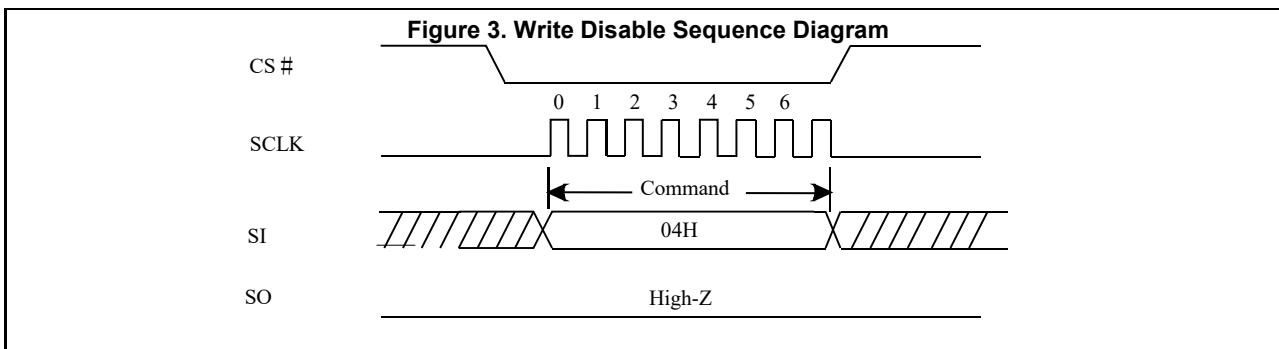 Figure 3. Write Disable Sequence Diagram
CS #
0 1 2 3 4 5 6
SCLK
Command
SI
04H
SO
High-Z